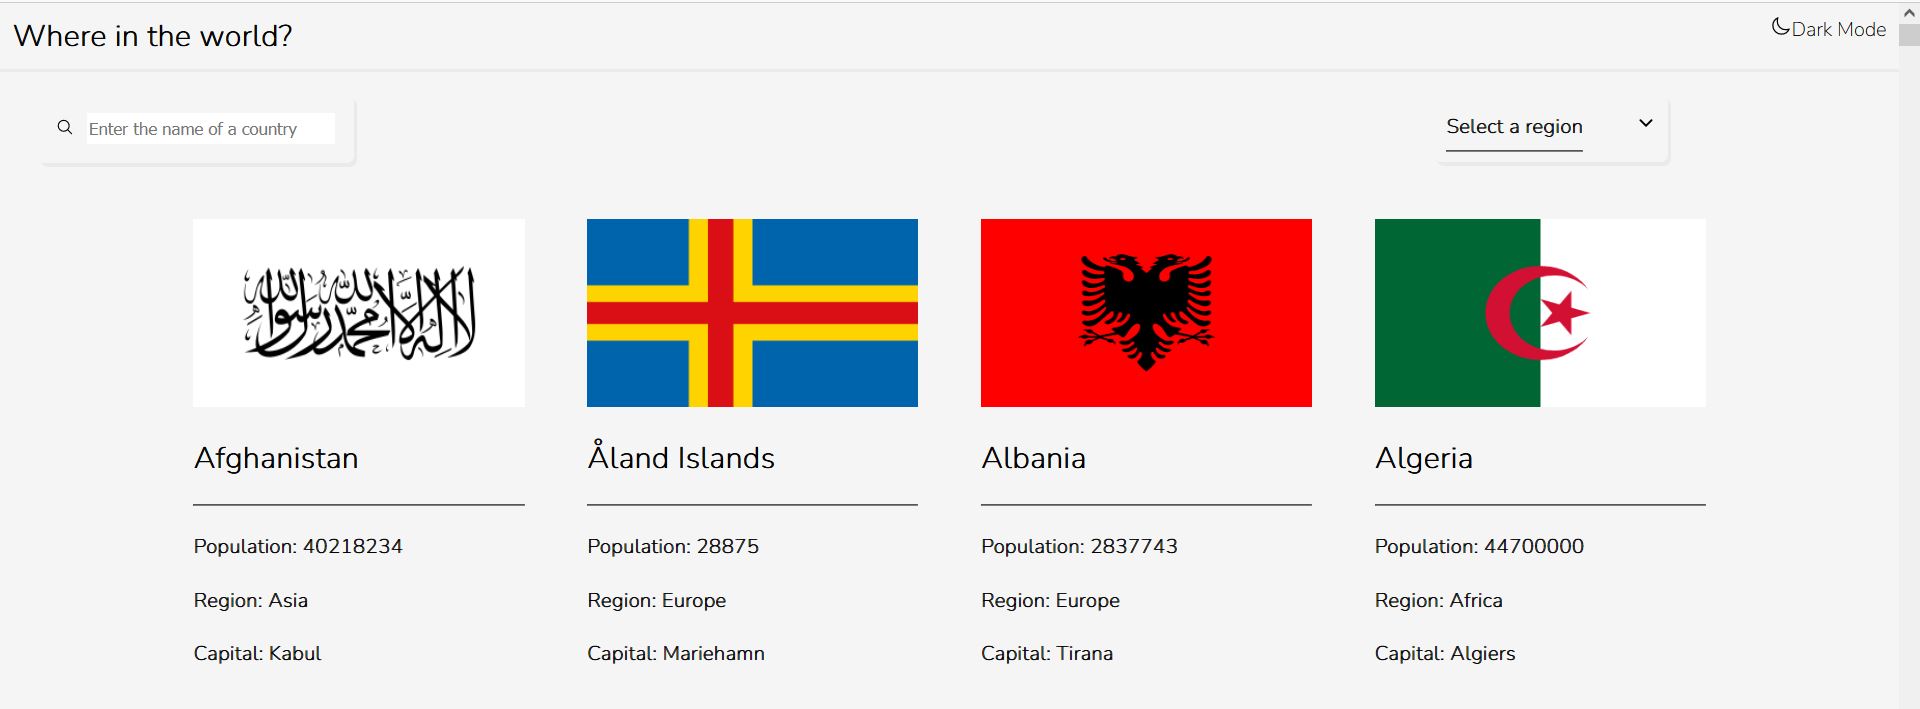 Where in the world?
Dark Mode
Enter the name of a country
Select a region
لا إله إلا الله محمد رسول الله
Afghanistan
Åland Islands
Albania
Algeria
Population: 40218234
Population: 28875
Population: 2837743
Population: 44700000
Region: Asia
Region: Europe
Region: Europe
Region: Africa
Capital: Kabul
Capital: Mariehamn
Capital: Tirana
Capital: Algiers